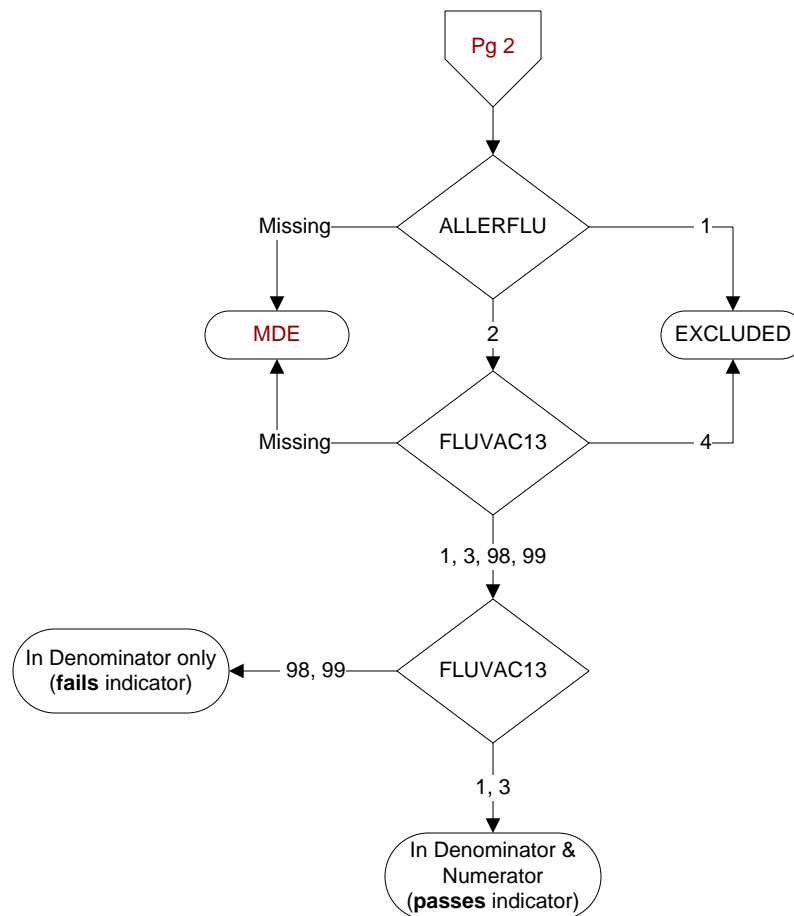 Pg 2
ALLERFLU
Missing
1
MDE
2
EXCLUDED
Missing
FLUVAC13
4
1, 3, 98, 99
In Denominator only
(fails indicator)
98, 99
FLUVAC13
1, 3
In Denominator &
Numerator
(passes indicator)